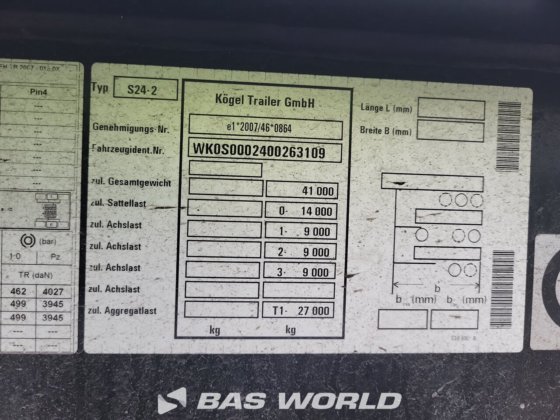 Pin4
Typ S24-2
Kögel Trailer GmbH
Länge L (mm)
Breite B (mm)
Genehmigungs-Nr. e1*2007/46*0864
Fahrzeugident.Nr. WK0S0002400263109
zul. Gesamtgewicht 41 000
zul. Sattellast 0- 14 000
zul. Achslast 1- 9 000
zul. Achslast 2- 9 000
zul. Achslast 3- 9 000
zul. Achslast
zul. Aggregatlast T1- 27 000
kg kg
(bar)
1.0 Pz
TR (daN)
462 4027
499 3945
499 3945
b
b (mm) b (mm)
BAS WORLD